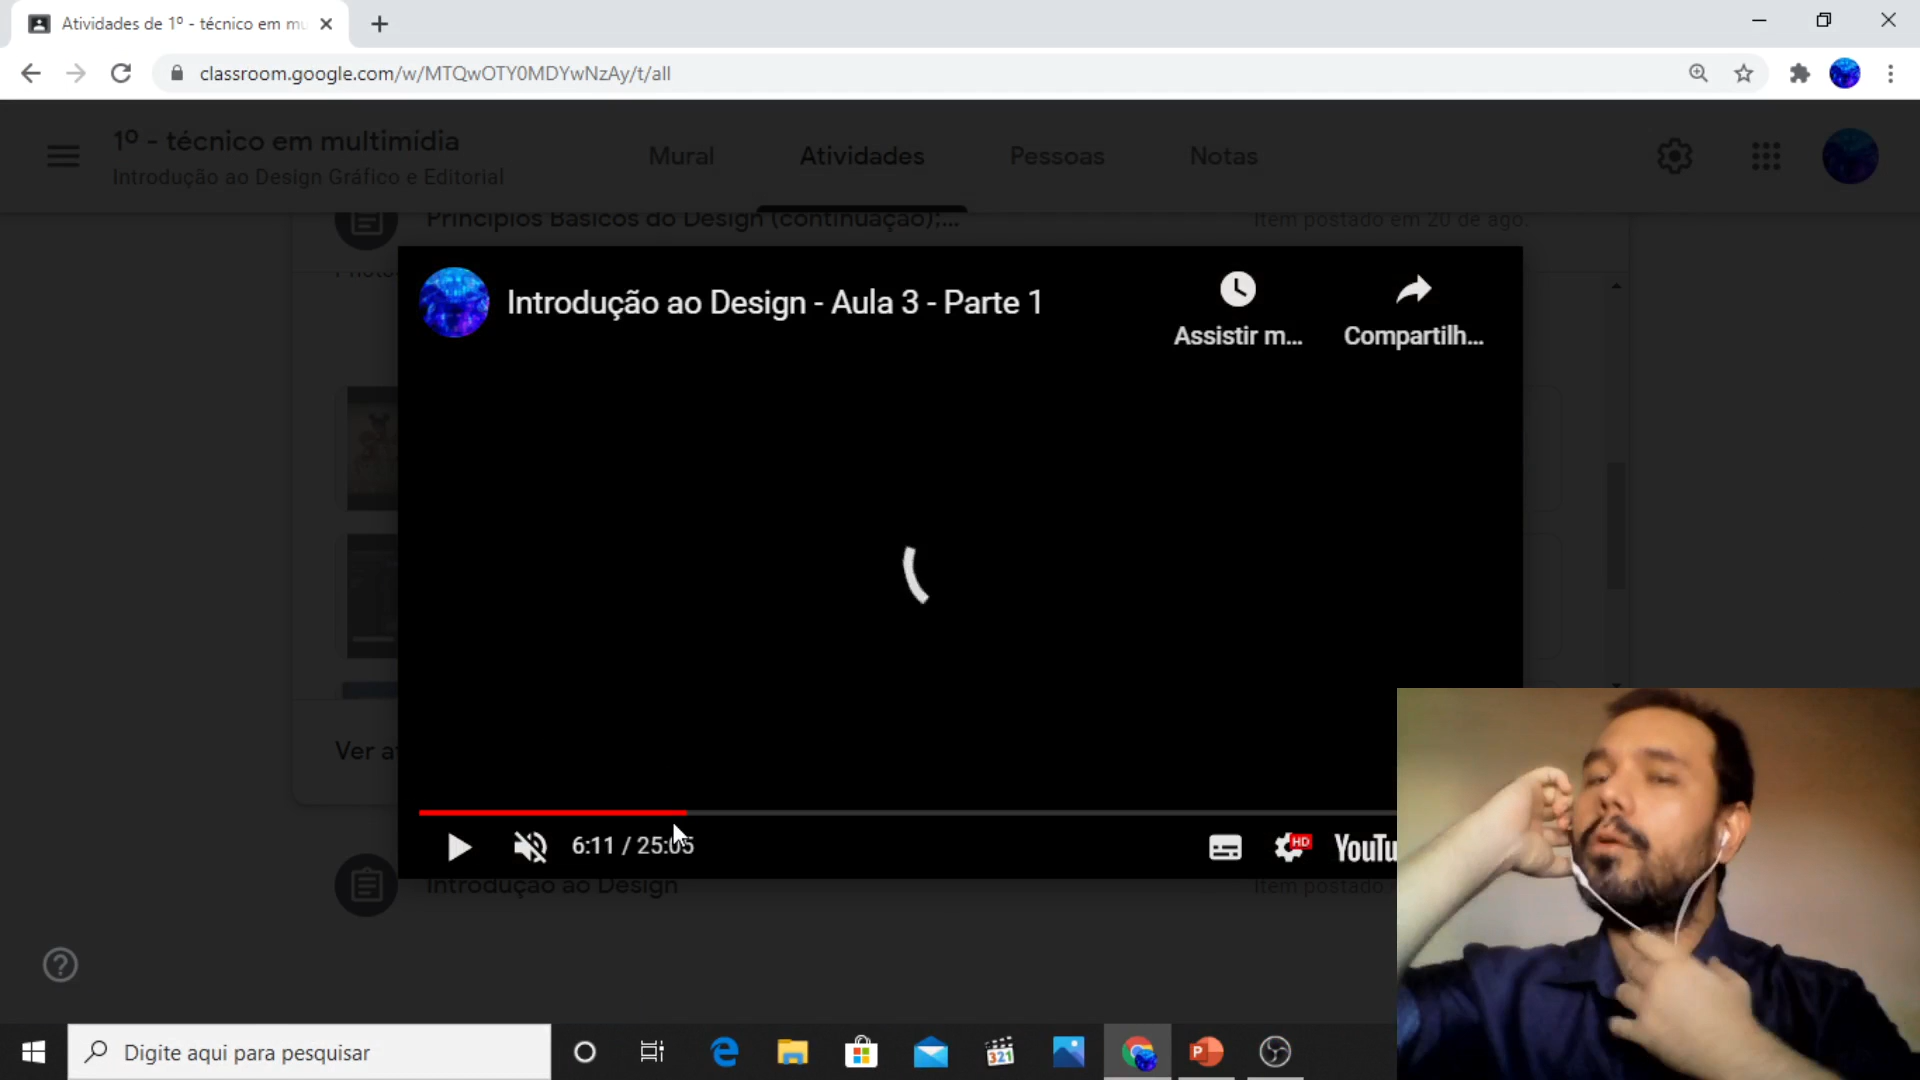 Atividades de 1º - técnico em mu
classroom.google.com/w/MTQwOTY0MDYwNzAy/t/all
1º - técnico em multimídia
Introdução ao Design Gráfico e Editorial
Mural
Atividades
Pessoas
Notas
Princípios Básicos do Design (continuação);...
Item postado em 20 de ago.
Introdução ao Design - Aula 3 - Parte 1
Assistir m...
Compartilh...
Ver a
6:11 / 25:05
HD
YouTu
Introdução ao Design
Item postado
Digite aqui para pesquisar
321
P